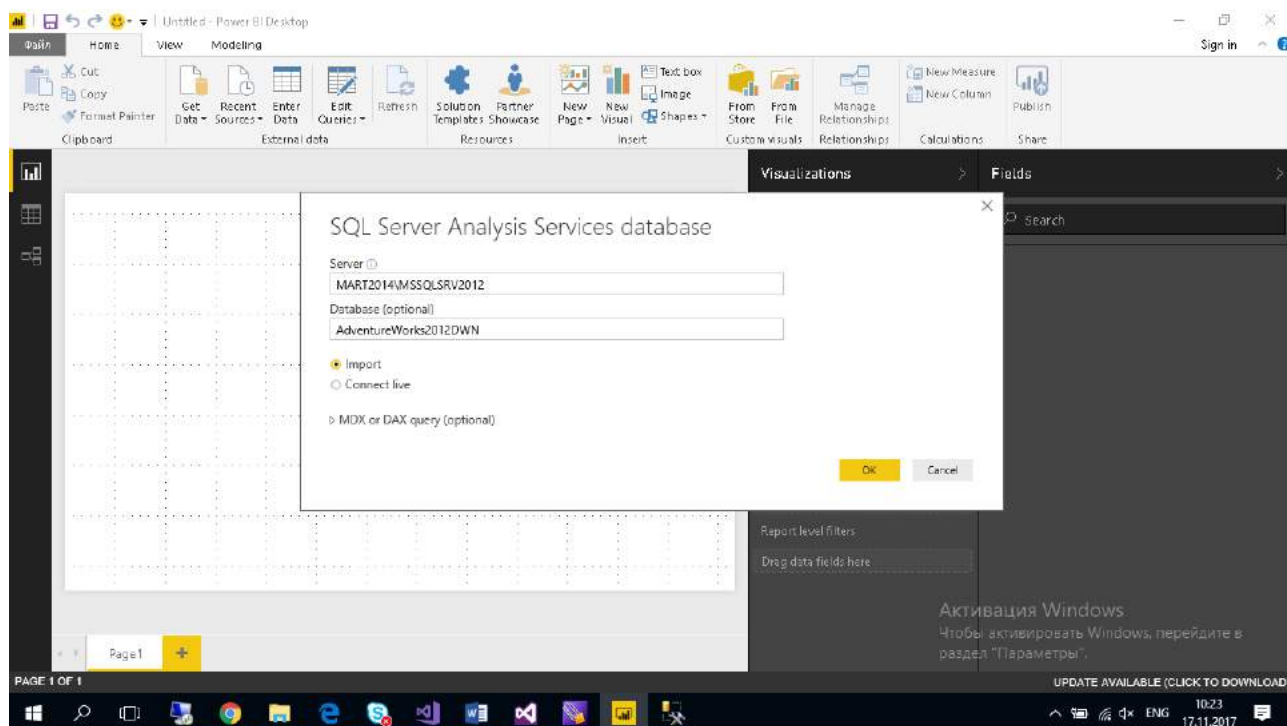 Untitled - Power BI Desktop
Файл Home View Modeling Sign in
Paste
Cut
Copy
Format Painter
Clipboard
Get Data
Recent Sources
Enter Data
Edit Queries
Refresh
External data
Solution Templates
Partner Showcase
Resources
New Page
New Visual
Text box
Image
Shapes
Insert
From Store
From File
Custom visuals
Manage Relationships
Relationships
New Measure
New Column
Calculations
Publish
Share
Visualizations
Fields
Search
SQL Server Analysis Services database
Server
MART2014\MSSQLSRV2012
Database (optional)
AdventureWorks2012DWN
Import
Connect live
MDX or DAX query (optional)
OK Cancel
Report level filters
Drag data fields here
Активация Windows
Чтобы активировать Windows, перейдите в
раздел "Параметры".
Page1
PAGE 1 OF 1
UPDATE AVAILABLE (CLICK TO DOWNLOAD
ENG
10:23
17.11.2017